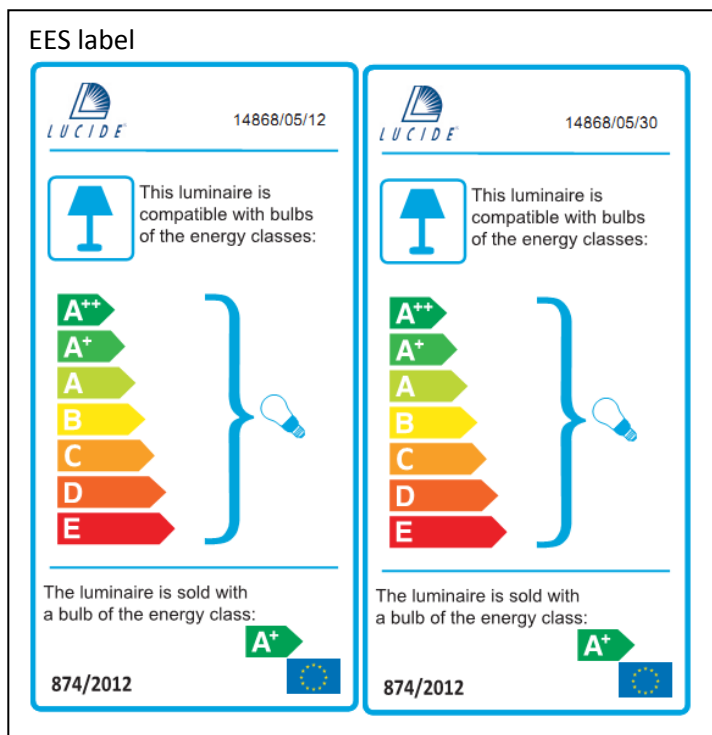 EES label
LUCIDE
14868/05/12
This luminaire is
compatible with bulbs
of the energy classes:
A++
A+
A
B
C
D
E
The luminaire is sold with
a bulb of the energy class:
A+
874/2012
LUCIDE
14868/05/30
This luminaire is
compatible with bulbs
of the energy classes:
A++
A+
A
B
C
D
E
The luminaire is sold with
a bulb of the energy class:
A+
874/2012